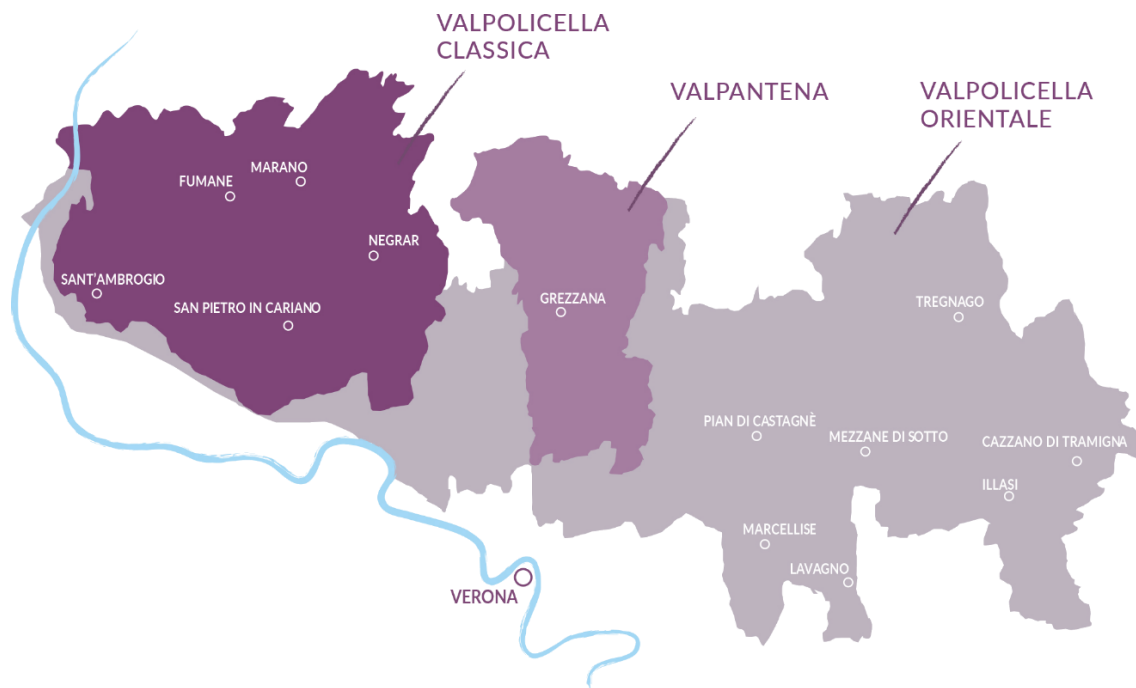 VALPOLICELLA
CLASSICA
VALPANTENA
VALPOLICELLA
ORIENTALE
MARANO
FUMANE
NEGRAR
SANT'AMBROGIO
SAN PIETRO IN CARIANO
GREZZANA
TREGNAGO
PIAN DI CASTAGNÈ
MEZZANE DI SOTTO
CAZZANO DI TRAMIGNA
ILLASI
MARCELLISE
LAVAGNO
VERONA